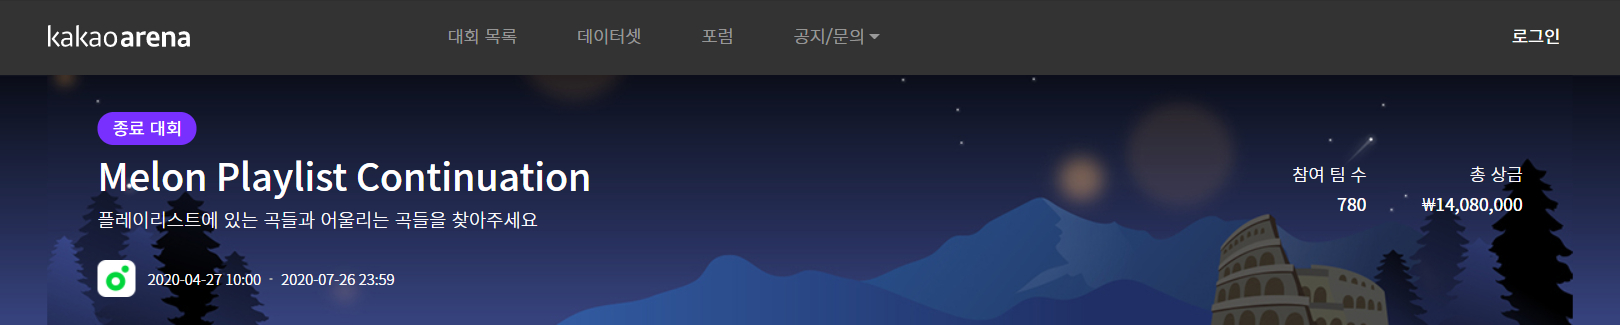 kakaoarena 대회 목록 데이터셋 포럼 공지/문의 로그인
종료 대회
Melon Playlist Continuation
플레이리스트에 있는 곡들과 어울리는 곡들을 찾아주세요
참여 팀 수 총 상금
780 ₩14,080,000
2020-04-27 10:00 - 2020-07-26 23:59